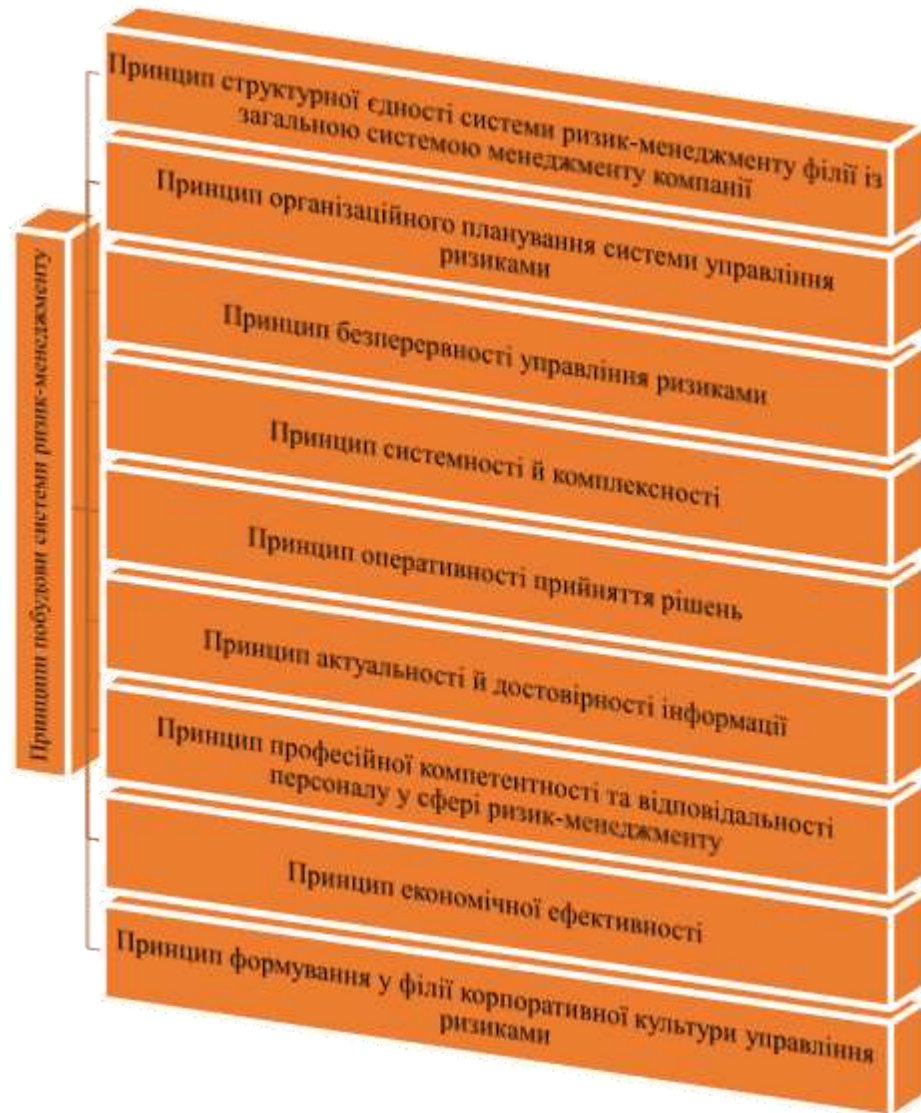 Принципи побудови системи ризик-менеджменту
Принцип структурної єдності системи ризик-менеджменту філії із
загальною системою менеджменту компанії
Принцип організаційного планування системи управління
ризиками
Принцип безперервності управління ризиками
Принцип системності й комплексності
Принцип оперативності прийняття рішень
Принцип актуальності й достовірності інформації
Принцип професійної компетентності та відповідальності
персоналу у сфері ризик-менеджменту
Принцип економічної ефективності
Принцип формування у філії корпоративної культури управління
ризиками